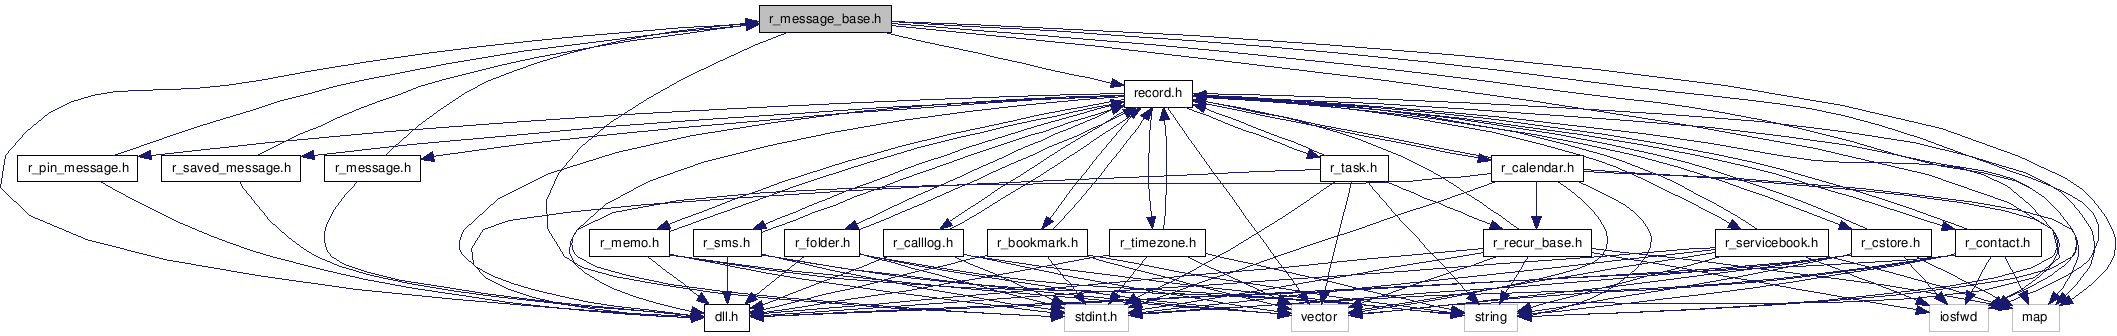 r_message_base.h
record.h
r_pin_message.h
r_saved_message.h
r_message.h
r_task.h
r_calendar.h
r_memo.h
r_sms.h
r_folder.h
r_calllog.h
r_bookmark.h
r_timezone.h
r_recur_base.h
r_servicebook.h
r_cstore.h
r_contact.h
dll.h
stdint.h
vector
string
iosfwd
map